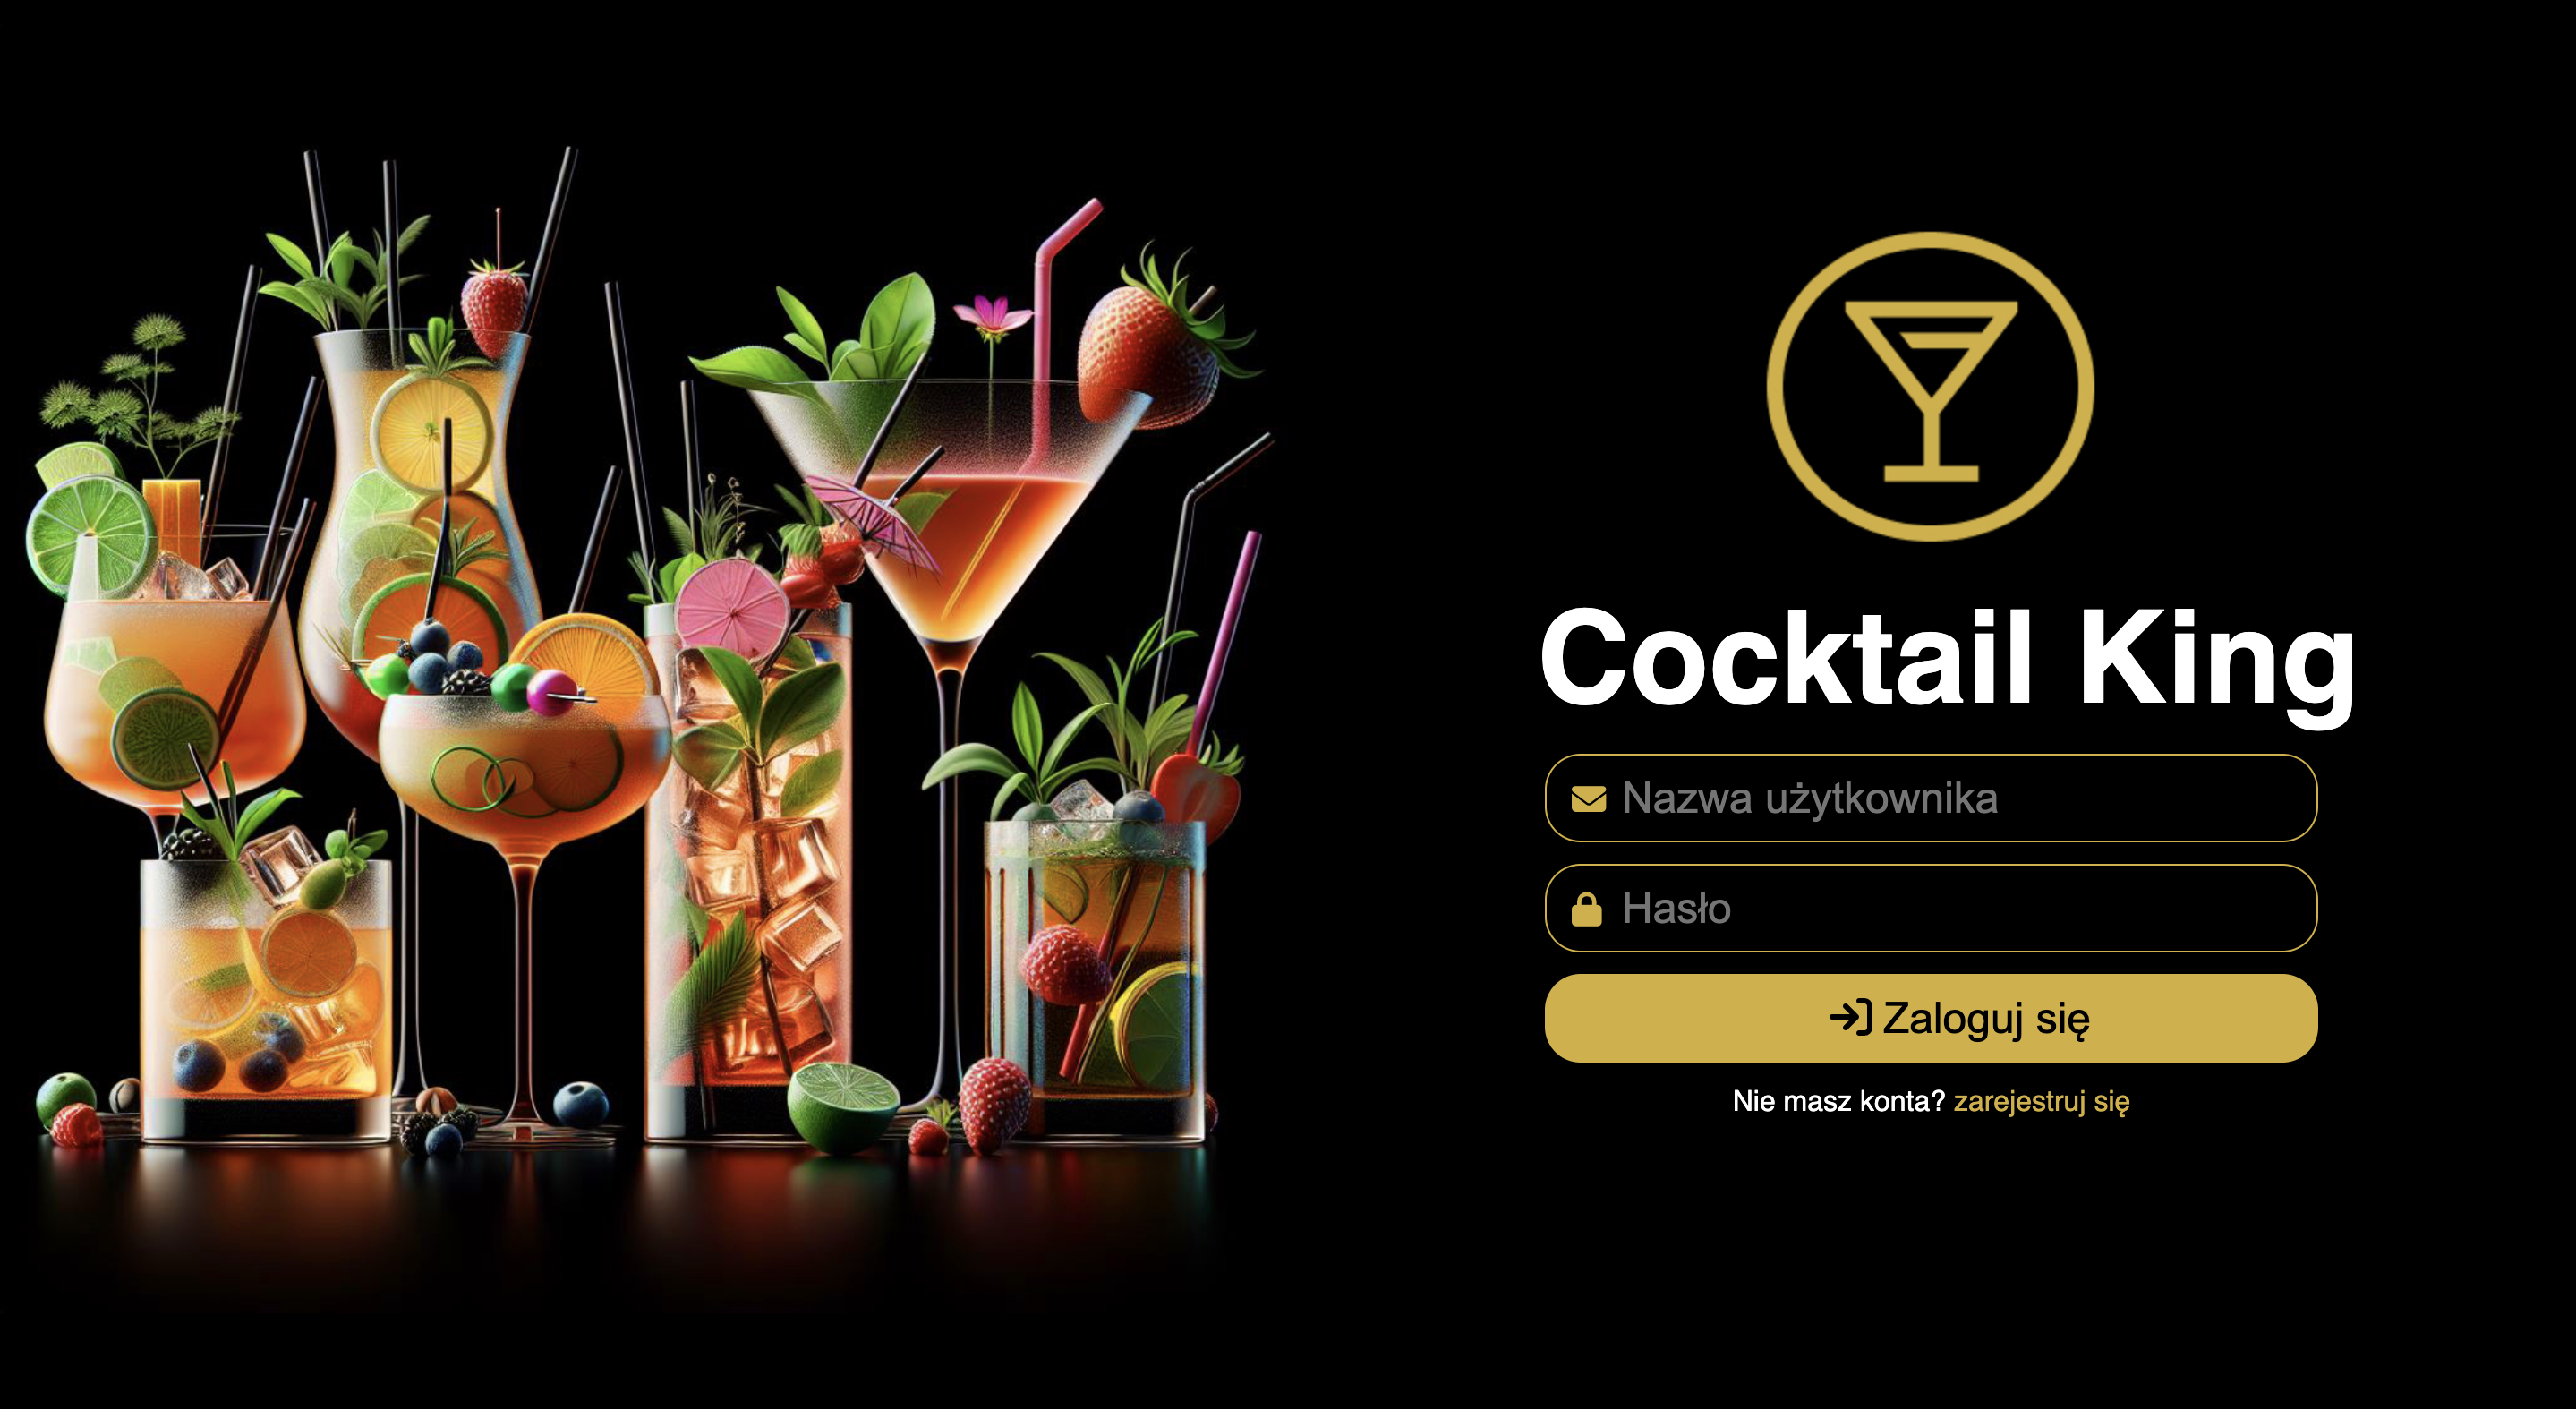 Cocktail King
Nazwa użytkownika
Hasło
Zaloguj się
Nie masz konta? zarejestruj się